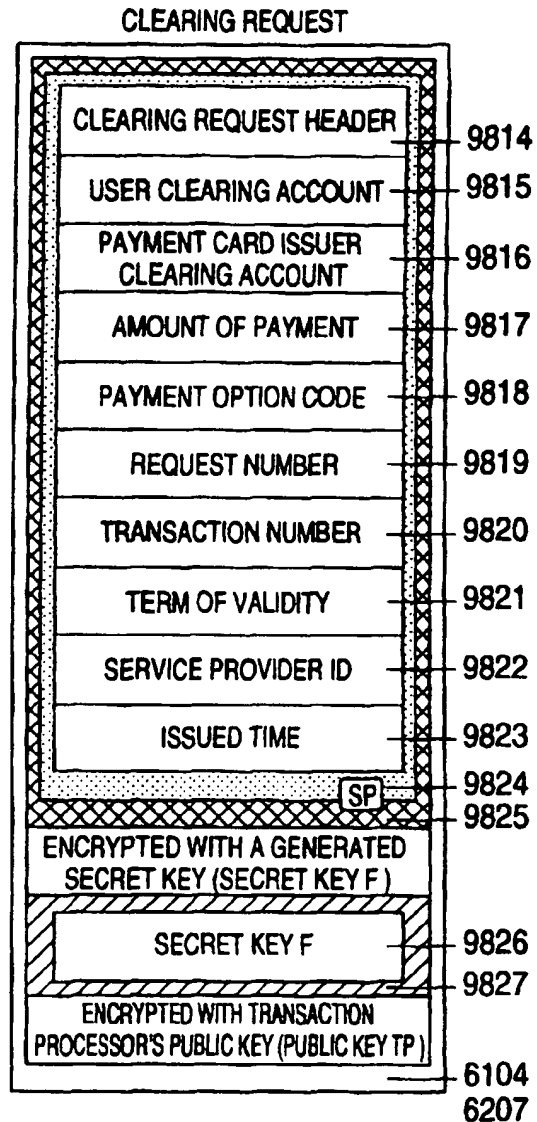 CLEARING REQUEST
CLEARING REQUEST HEADER
9814
USER CLEARING ACCOUNT
9815
PAYMENT CARD ISSUER
CLEARING ACCOUNT
9816
AMOUNT OF PAYMENT
9817
PAYMENT OPTION CODE
9818
REQUEST NUMBER
9819
TRANSACTION NUMBER
9820
TERM OF VALIDITY
9821
SERVICE PROVIDER ID
9822
ISSUED TIME
9823
SP
9824
9825
ENCRYPTED WITH A GENERATED
SECRET KEY (SECRET KEY F )
SECRET KEY F
9826
9827
ENCRYPTED WITH TRANSACTION
PROCESSOR'S PUBLIC KEY (PUBLIC KEY TP )
6104
6207